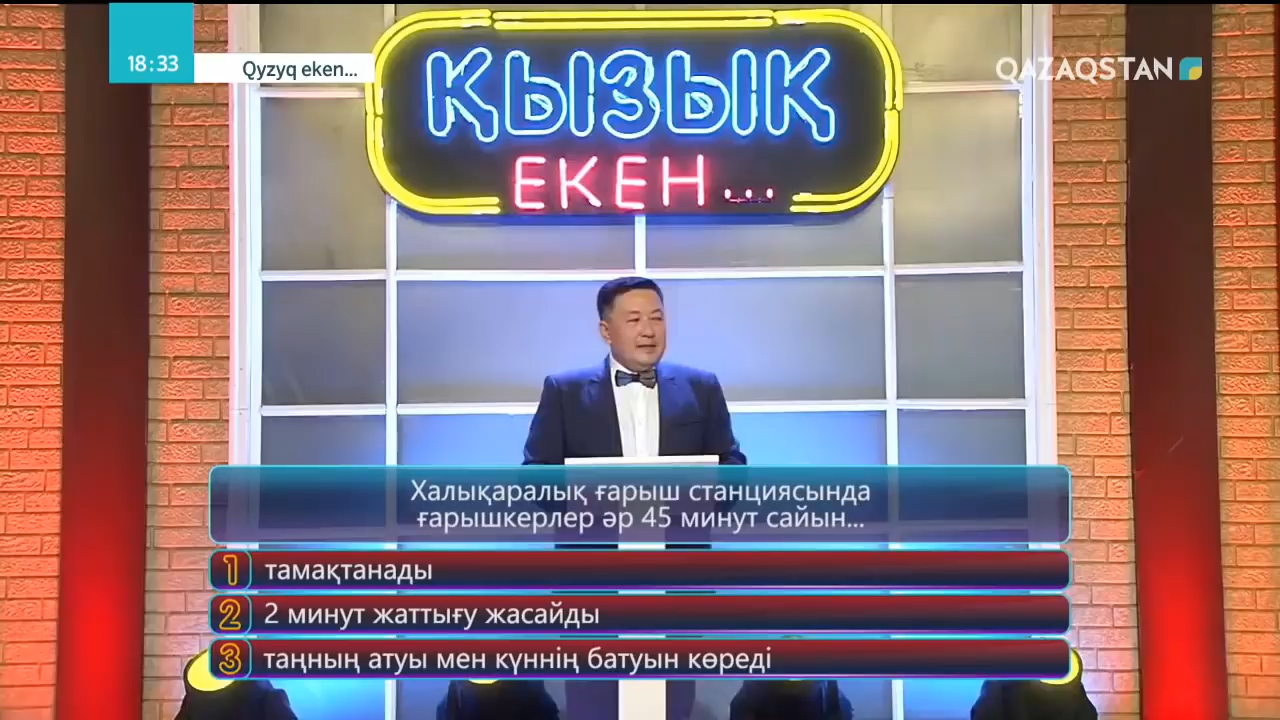 18:33
Qyzyq eken...
QAZAQSTAN
ҚЫЗЫҚ
ЕКЕН...
Халықаралық ғарыш станциясында
ғарышкерлер әр 45 минут сайын...
1 тамақтанады
2 2 минут жаттығу жасайды
3 таңның атуы мен күннің батуын көреді